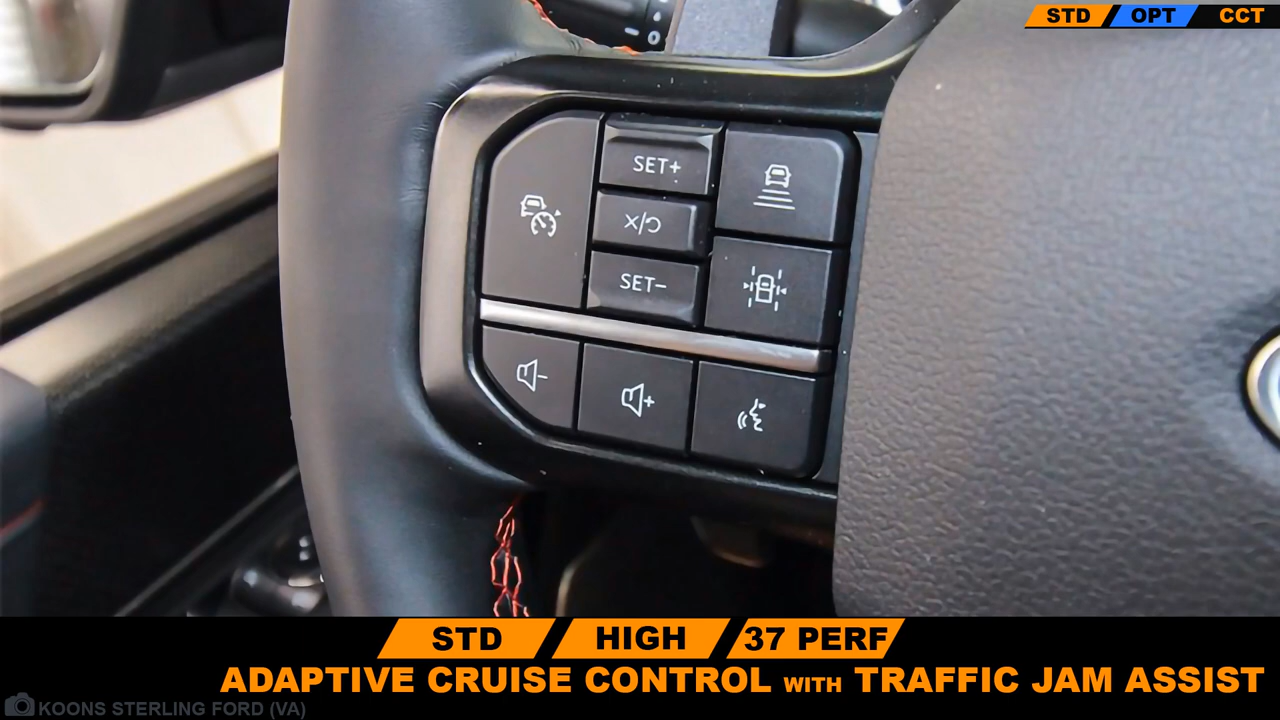 STD OPT CCT
0
SET+
X/
SET-
-
+
STD HIGH 37 PERF
ADAPTIVE CRUISE CONTROL WITH TRAFFIC JAM ASSIST
KOONS STERLING FORD (VA)